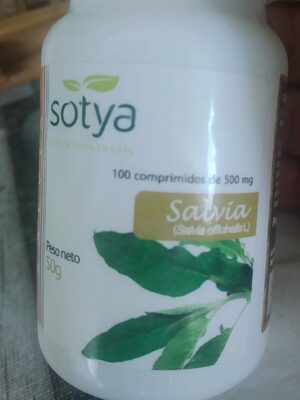 sotya
100 comprimidos de 500 mg
Salvia
(Salvia officinalis L.)
Peso neto
50g